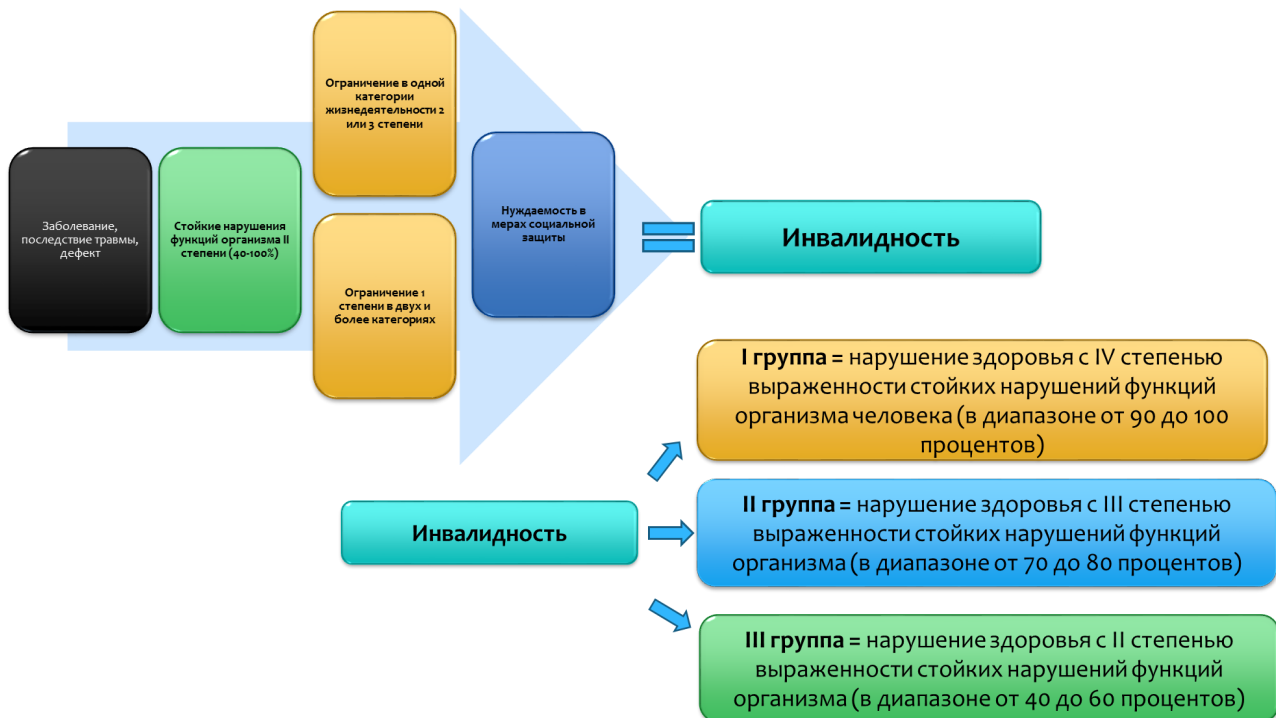 Заболевание,
последствие травмы,
дефект
Стойкие нарушения
функций организма II
степени (40-100%)
Ограничение в одной
категории
жизнедеятельности 2
или 3 степени
Ограничение 1
степени в двух и
более категориях
Нуждаемость в
мерах социальной
защиты
Инвалидность
Инвалидность
I группа = нарушение здоровья с IV степенью
выраженности стойких нарушений функций
организма человека (в диапазоне от 90 до 100
процентов)
II группа = нарушение здоровья с III степенью
выраженности стойких нарушений функций
организма (в диапазоне от 70 до 80 процентов)
III группа = нарушение здоровья с II степенью
выраженности стойких нарушений функций
организма (в диапазоне от 40 до 60 процентов)